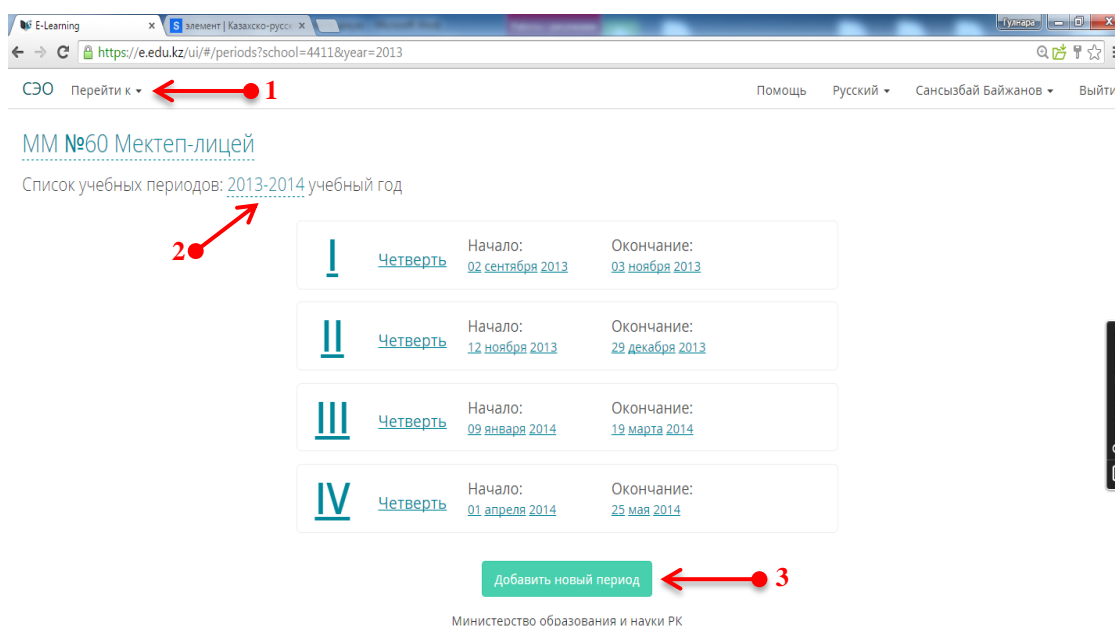 E-Learning × S элемент | Казахско-русск ×
Гулнара
https://e.edu.kz/ui/#/periods?school=4411&year=2013
СЭО Перейти к 1 Помощь Русский Сансызбай Байжанов Выйти
ММ №60 Мектеп-лицей
Список учебных периодов: 2013-2014 учебный год
2
I Четверть
Начало: Окончание:
02 сентября 2013 03 ноября 2013
II Четверть
Начало: Окончание:
12 ноября 2013 29 декабря 2013
III Четверть
Начало: Окончание:
09 января 2014 19 марта 2014
IV Четверть
Начало: Окончание:
01 апреля 2014 25 мая 2014
Добавить новый период 3
Министерство образования и науки РК